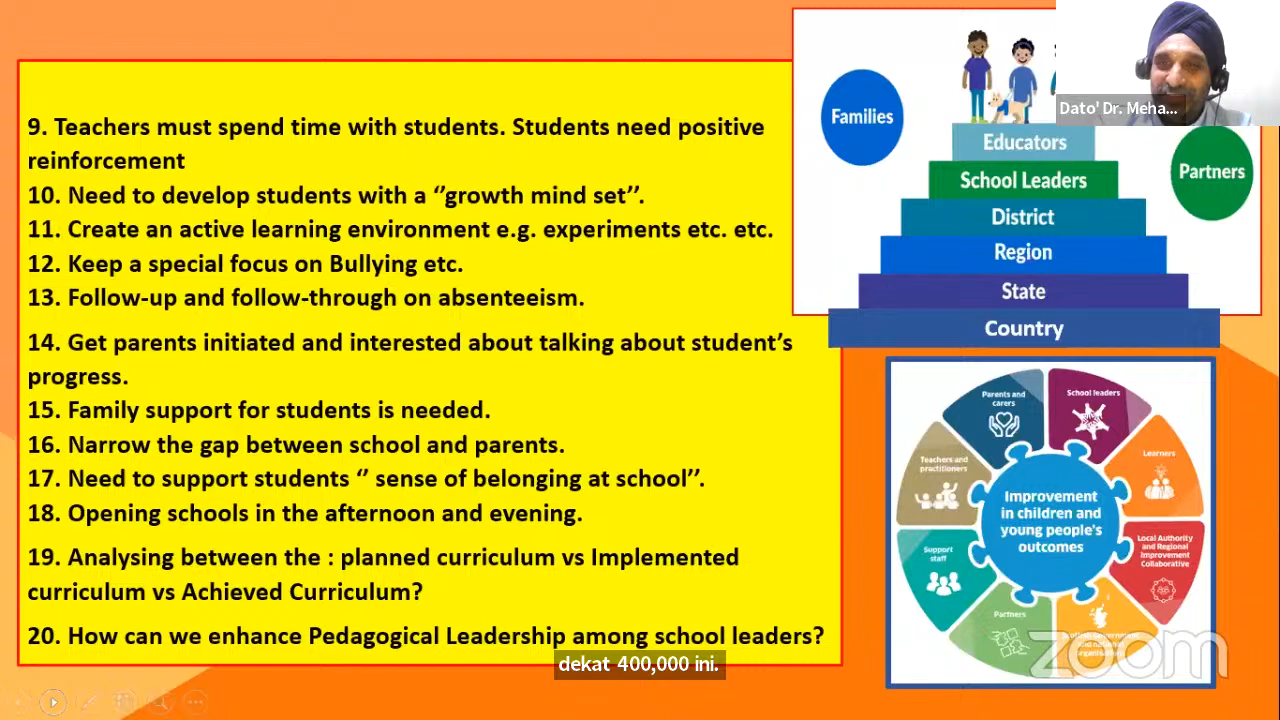 9. Teachers must spend time with students. Students need positive
reinforcement
10. Need to develop students with a ‘’growth mind set’’.
11. Create an active learning environment e.g. experiments etc. etc.
12. Keep a special focus on Bullying etc.
13. Follow-up and follow-through on absenteeism.
14. Get parents initiated and interested about talking about student’s
progress.
15. Family support for students is needed.
16. Narrow the gap between school and parents.
17. Need to support students ‘’ sense of belonging at school’’.
18. Opening schools in the afternoon and evening.
19. Analysing between the : planned curriculum vs Implemented
curriculum vs Achieved Curriculum?
20. How can we enhance Pedagogical Leadership among school leaders?
dekat 400,000 ini.
Dato' Dr. Meha...
Families
Partners
Educators
School Leaders
District
Region
State
Country
Parents and
carers
School leaders
Teachers and
practitioners
Learners
Improvement
in children and
young people's
outcomes
Support
staff
Local Authority
and Regional
Improvement
Collaborative
Partners
Scottish Government
and national
organisations
zoom